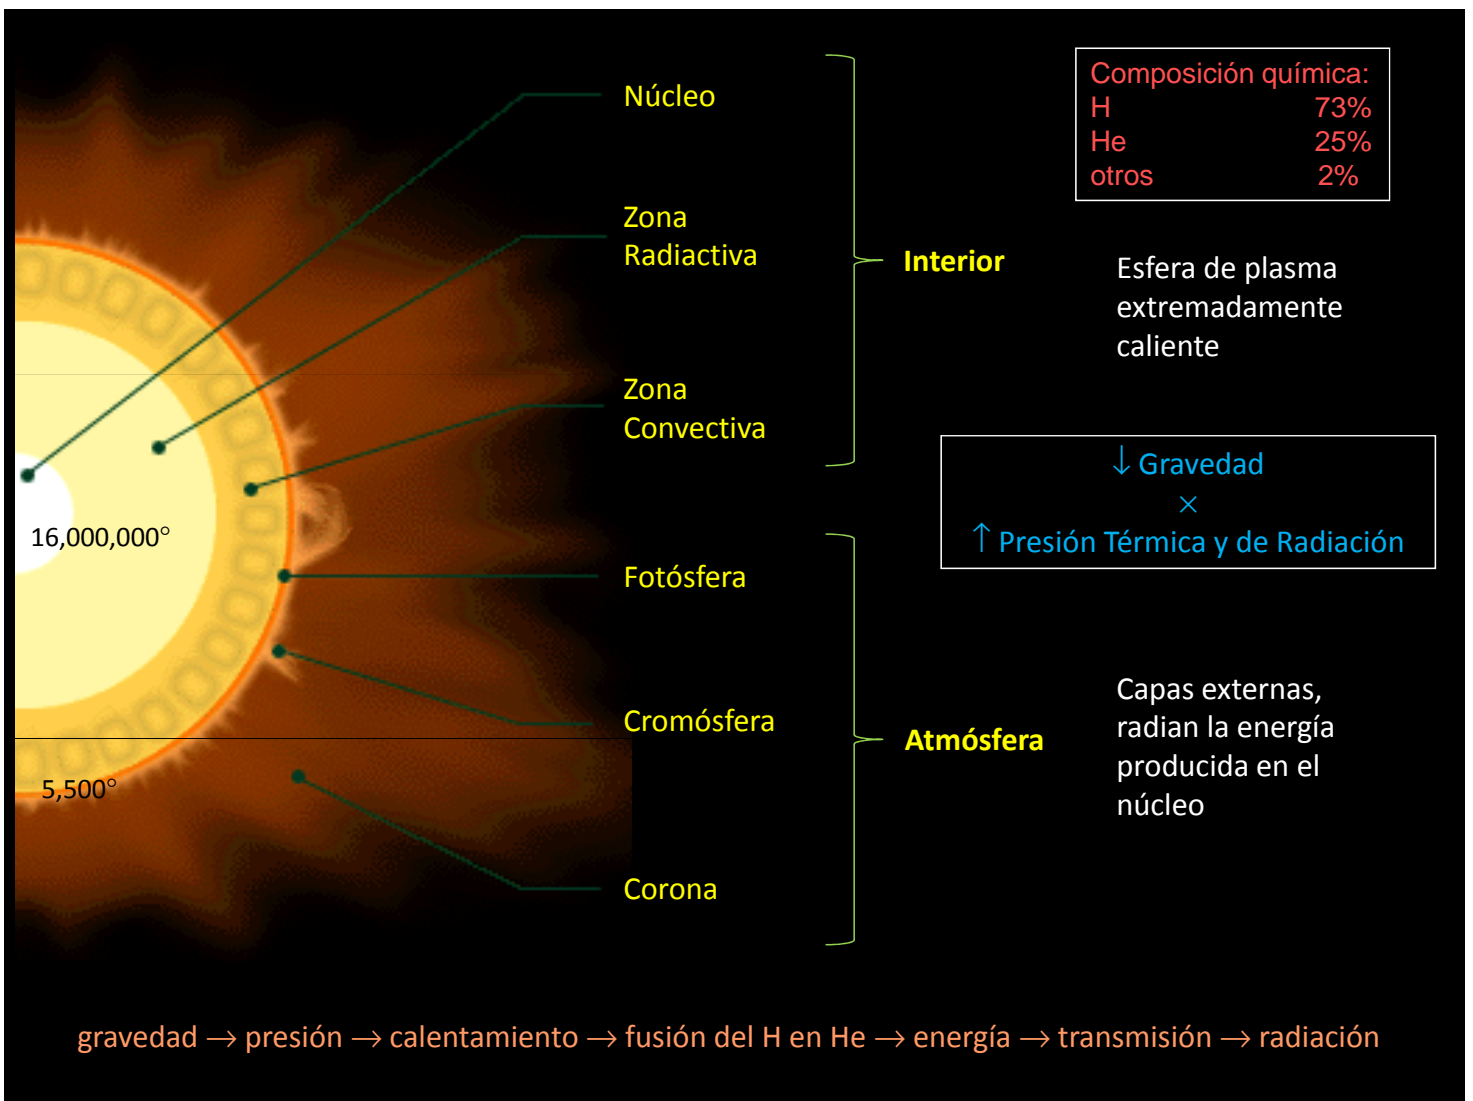 Núcleo
Zona
Radiactiva
Zona
Convectiva
Interior
Composición química:
H 73%
He 25%
otros 2%
Esfera de plasma
extremadamente
caliente
↓ Gravedad
×
↑ Presión Térmica y de Radiación
16,000,000°
5,500°
Fotósfera
Cromósfera
Corona
Atmósfera
Capas externas,
radian la energía
producida en el
núcleo
gravedad → presión → calentamiento → fusión del H en He → energía → transmisión → radiación